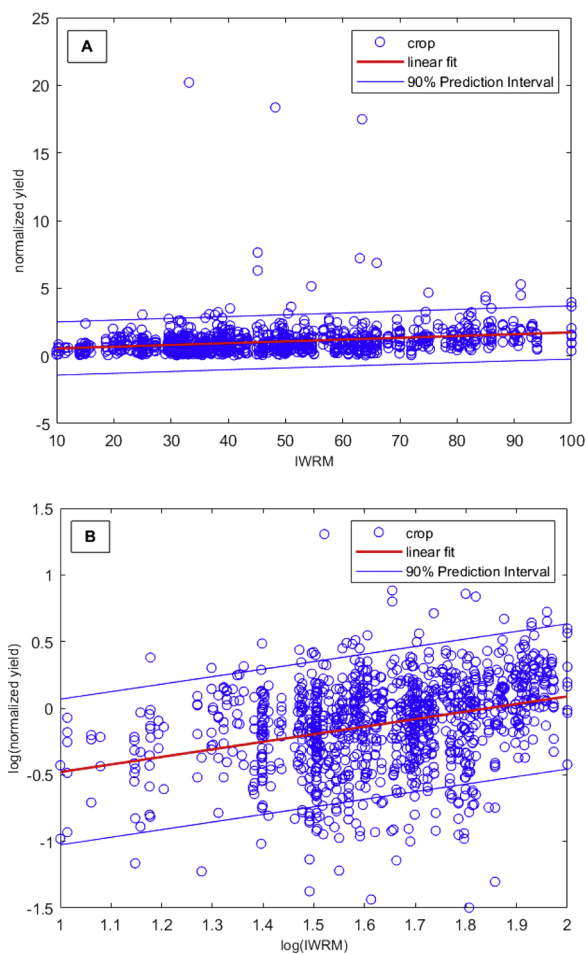 25
A
crop
linear fit
90% Prediction Interval
20
15
normalized yield
10
5
0
-5
10 20 30 40 50 60 70 80 90 100
IWRM
1.5
B
crop
linear fit
90% Prediction Interval
1
0.5
log(normalized yield)
0
-0.5
-1
-1.5
1 1.1 1.2 1.3 1.4 1.5 1.6 1.7 1.8 1.9 2
log(IWRM)